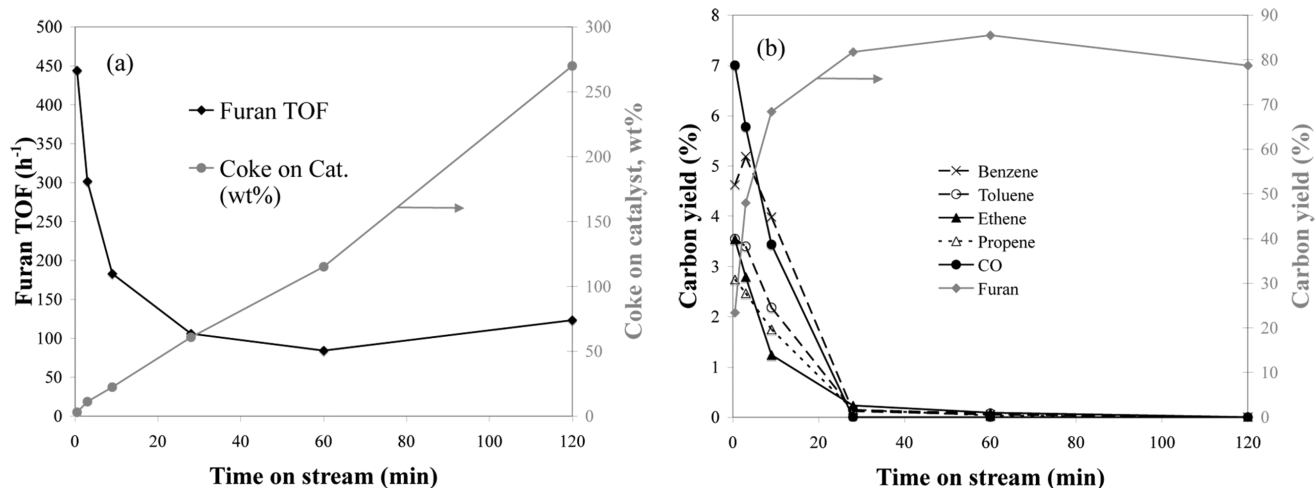 (a)
Furan TOF (h-1)
500
450
400
350
300
250
200
150
100
50
0
Furan TOF
Coke on Cat.
(wt%)
300
250
200
150
100
50
0
Coke on catalyst, wt%
0 20 40 60 80 100 120
Time on stream (min)
(b)
Carbon yield (%)
8
7
6
5
4
3
2
1
0
Benzene
Toluene
Ethene
Propene
CO
Furan
90
80
70
60
50
40
30
20
10
0
Carbon yield (%)
0 20 40 60 80 100 120
Time on stream (min)